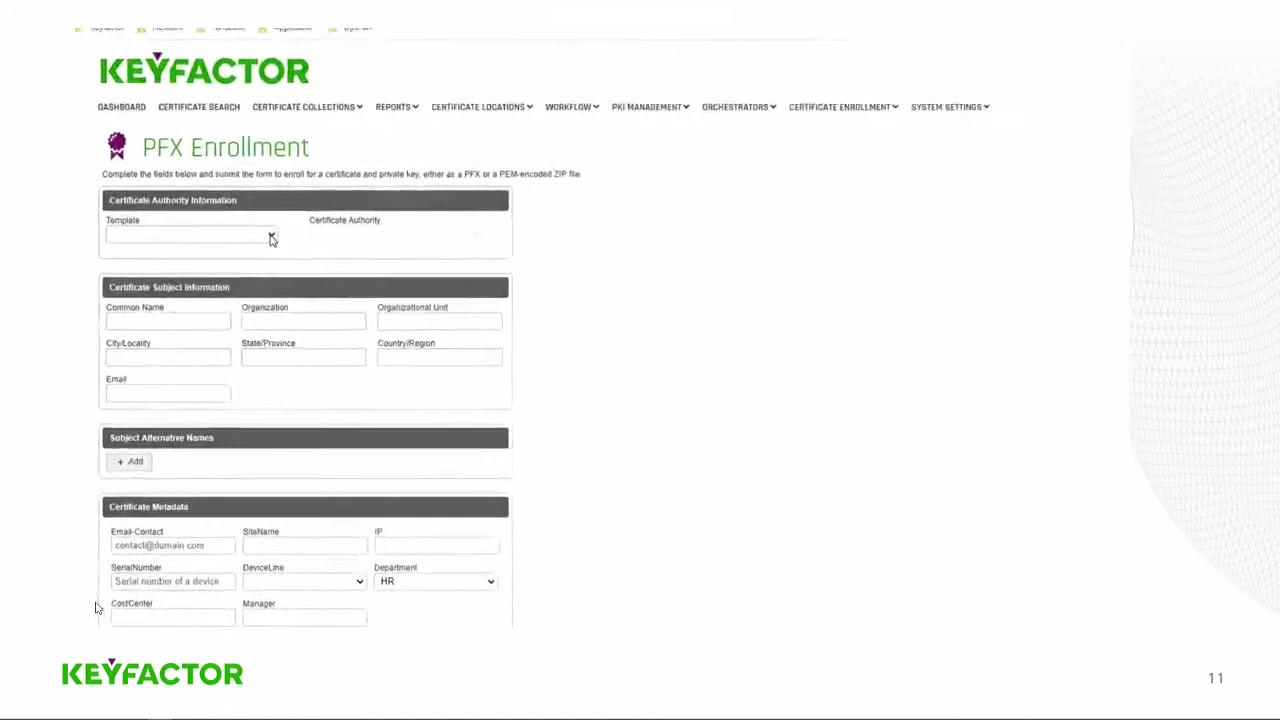 KEYFACTOR
DASHBOARD CERTIFICATE SEARCH CERTIFICATE COLLECTIONS REPORTS CERTIFICATE LOCATIONS WORKFLOW PKI MANAGEMENT ORCHESTRATORS CERTIFICATE ENROLLMENT SYSTEM SETTINGS
PFX Enrollment
Complete the fields below and submit the form to enroll for a certificate and private key, either as a PFX or a PEM-encoded ZIP file.
Certificate Authority Information
Template Certificate Authority
Certificate Subject Information
Common Name Organization Organizational Unit
City/Locality State/Province Country/Region
Email
Subject Alternative Names
+ Add
Certificate Metadata
Email-Contact SiteName IP
contact@dumain com
SerialNumber DeviceLine Department
Serial number of a device HR
CostCenter Manager
KEYFACTOR
11